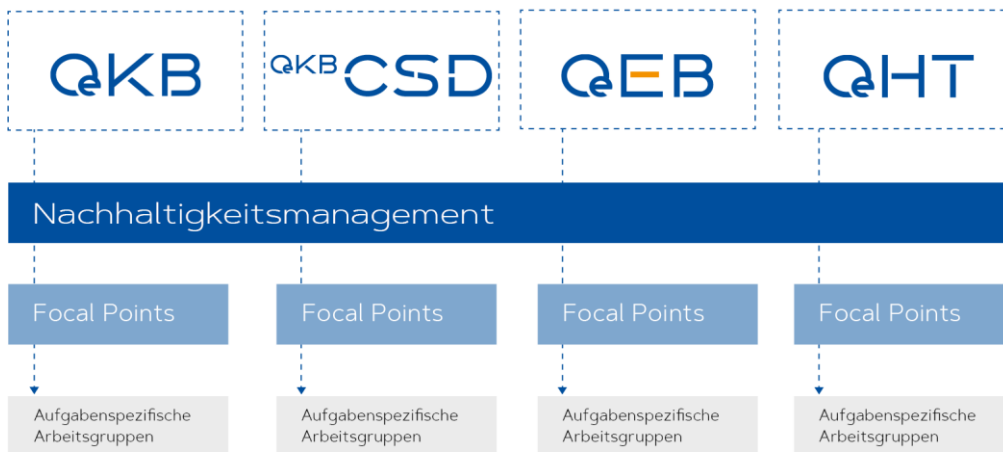 OeKB
OeKB CSD
OeEB
OeHT
Nachhaltigkeitsmanagement
Focal Points
Focal Points
Focal Points
Focal Points
Aufgabenspezifische
Arbeitsgruppen
Aufgabenspezifische
Arbeitsgruppen
Aufgabenspezifische
Arbeitsgruppen
Aufgabenspezifische
Arbeitsgruppen